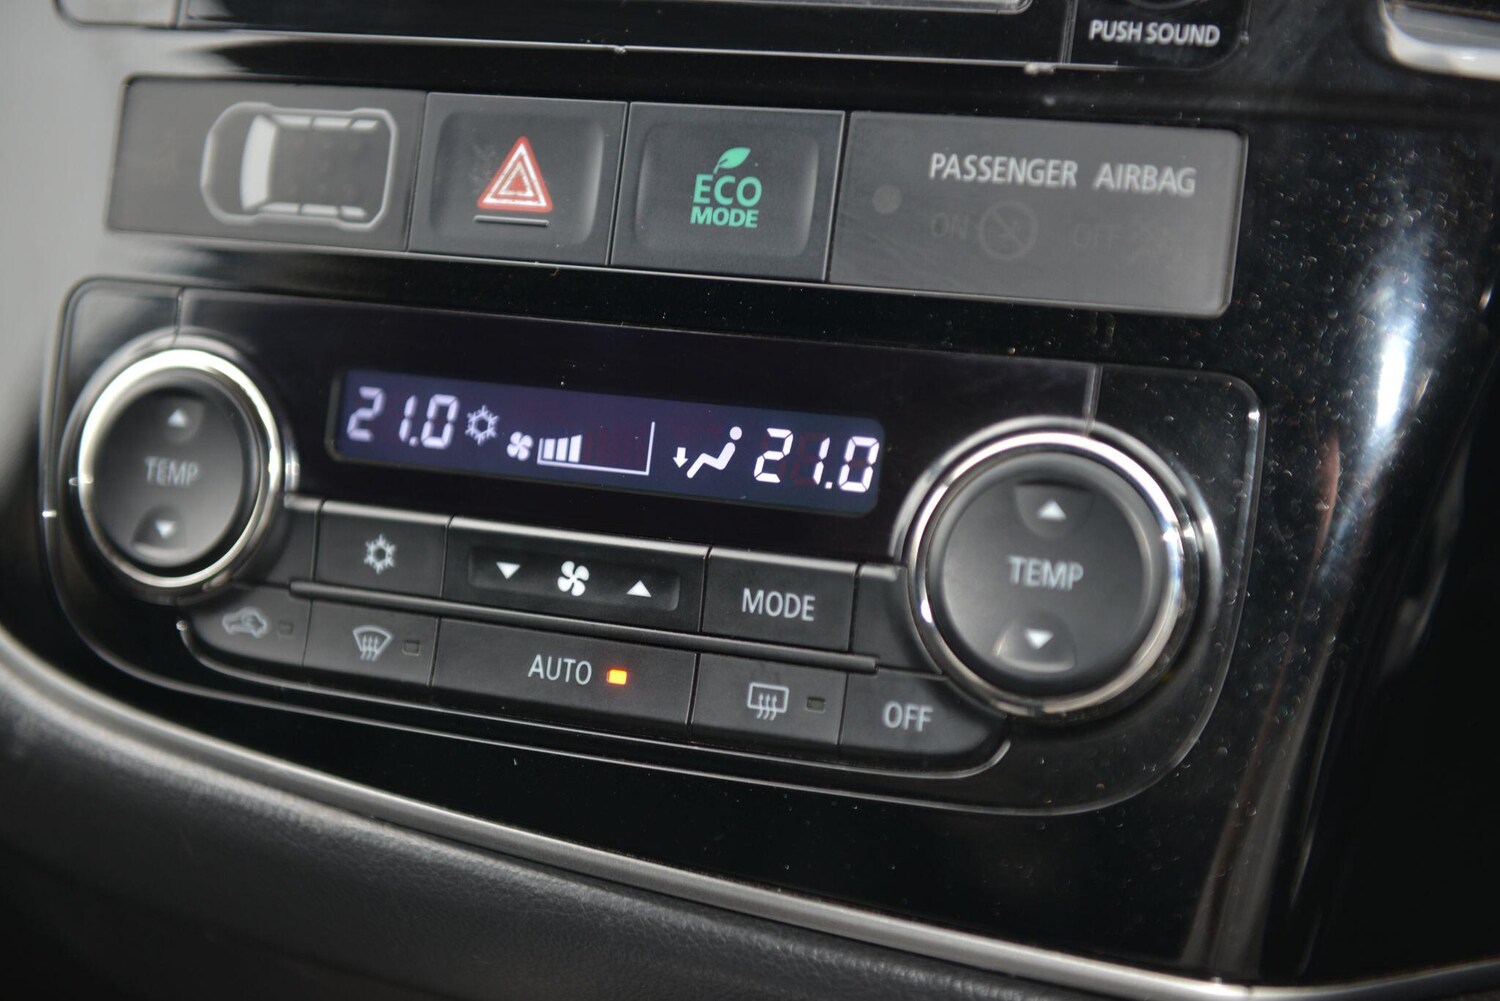 PUSH SOUND
ECO
MODE
PASSENGER AIRBAG
ON OFF
21.0 21.0
TEMP
TEMP
MODE
AUTO
OFF